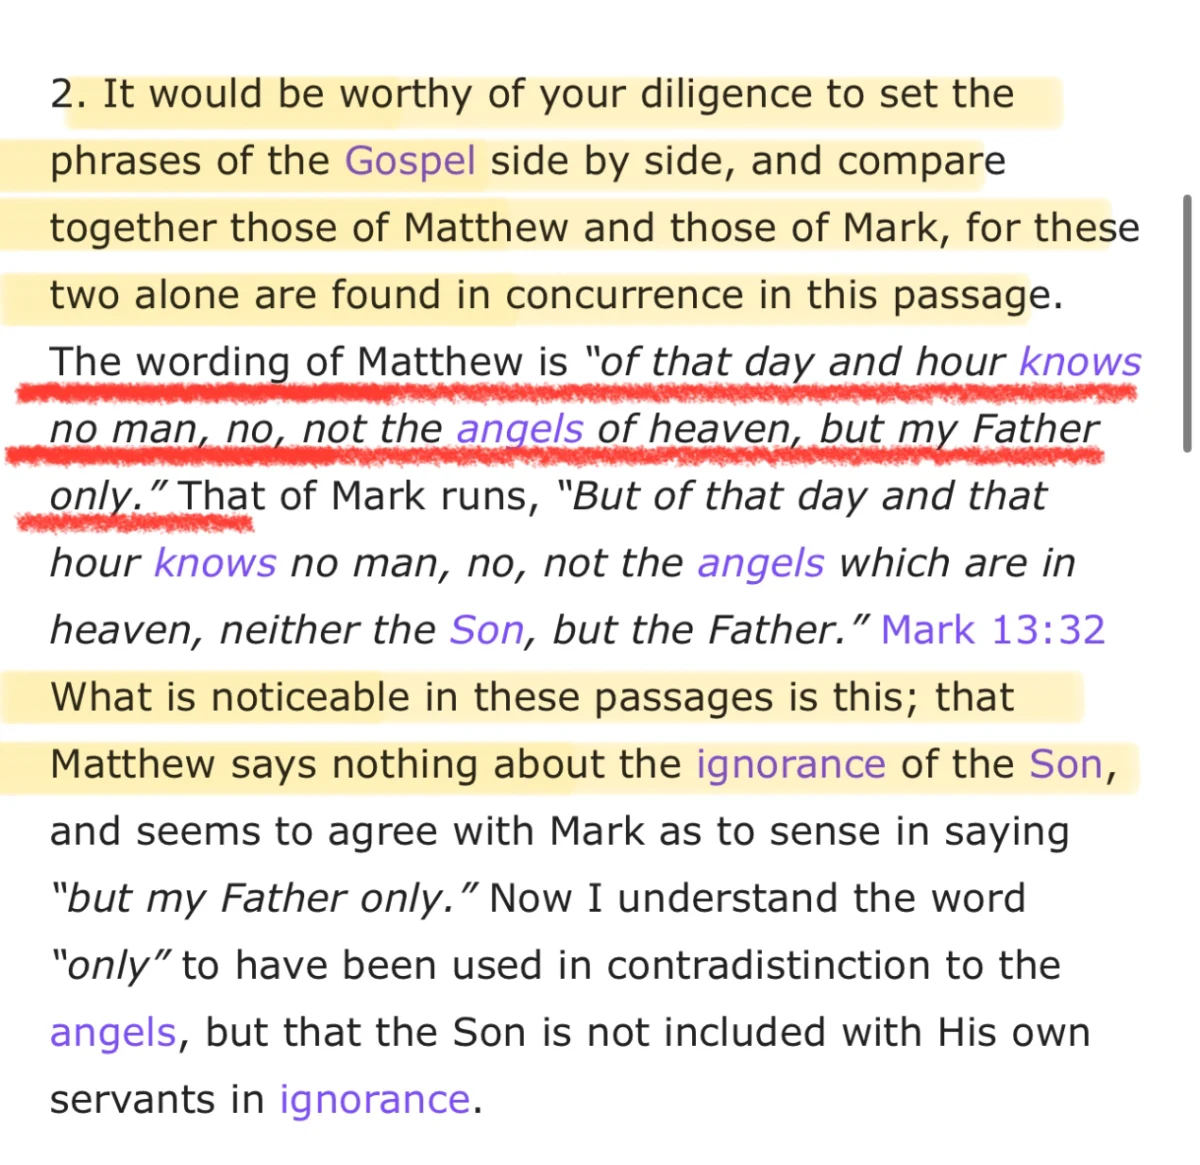 2. It would be worthy of your diligence to set the
phrases of the Gospel side by side, and compare
together those of Matthew and those of Mark, for these
two alone are found in concurrence in this passage.
The wording of Matthew is “of that day and hour knows
no man, no, not the angels of heaven, but my Father
only.” That of Mark runs, “But of that day and that
hour knows no man, no, not the angels which are in
heaven, neither the Son, but the Father.” Mark 13:32
What is noticeable in these passages is this; that
Matthew says nothing about the ignorance of the Son,
and seems to agree with Mark as to sense in saying
“but my Father only.” Now I understand the word
“only” to have been used in contradistinction to the
angels, but that the Son is not included with His own
servants in ignorance.